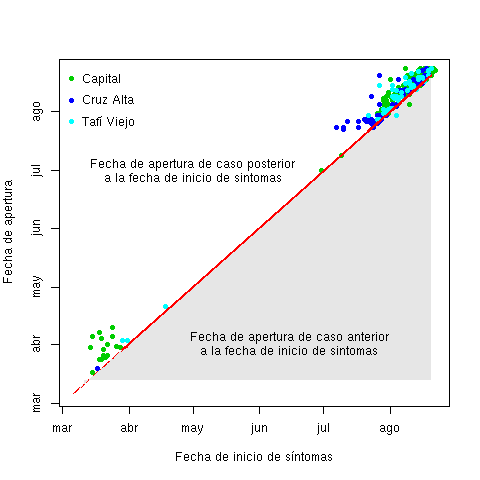 Capital
Cruz Alta
Tafí Viejo
Fecha de apertura de caso posterior
a la fecha de inicio de sintomas
Fecha de apertura de caso anterior
a la fecha de inicio de sintomas
Fecha de apertura
ago
jul
jun
may
abr
mar
mar abr may jun jul ago
Fecha de inicio de síntomas